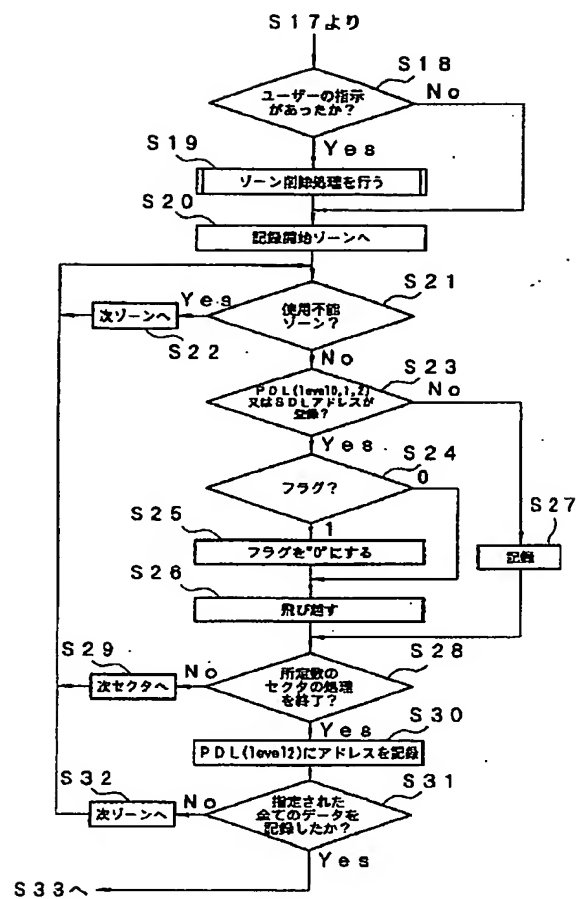 S17より
S18
ユーザーの指示
があったか?
No
Yes
S19
ゾーン削除処理を行う
S20
記録開始ゾーンへ
S21
使用不能
ゾーン?
Yes
次ゾーンへ
S22
No
S23
PDL(level0,1,2)
又はSDLアドレスが
登録?
No
Yes
S24
フラグ?
0
1
S25
フラグを"0"にする
S27
記録
S26
飛び越す
S28
所定数の
セクタの処理
を終了?
S29
No
次セクタへ
Yes
S30
PDL(level2)にアドレスを記録
S31
指定された
全てのデータを
記録したか?
S32
No
次ゾーンへ
Yes
S33へ